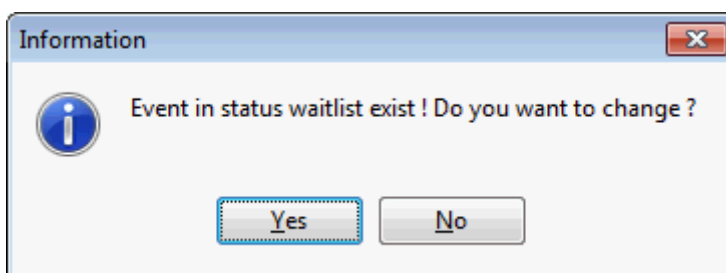 Information
Event in status waitlist exist ! Do you want to change ?
Yes
No